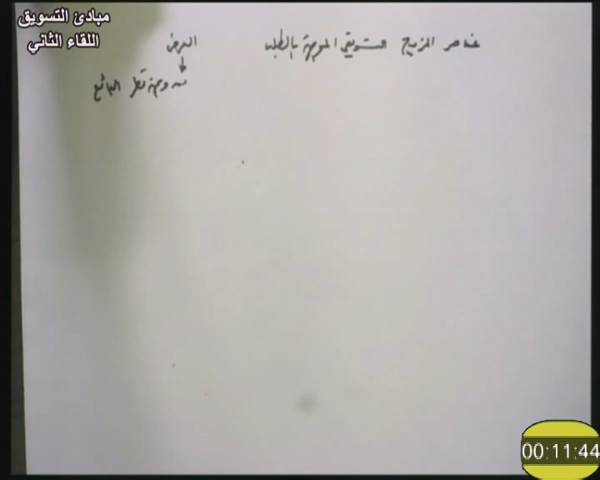 مبادئ التسويق
اللقاء الثاني
عناصر المزيج التسويقي الموجهة بالطلب
العرض
وجهة نظر البائع
00:11:44